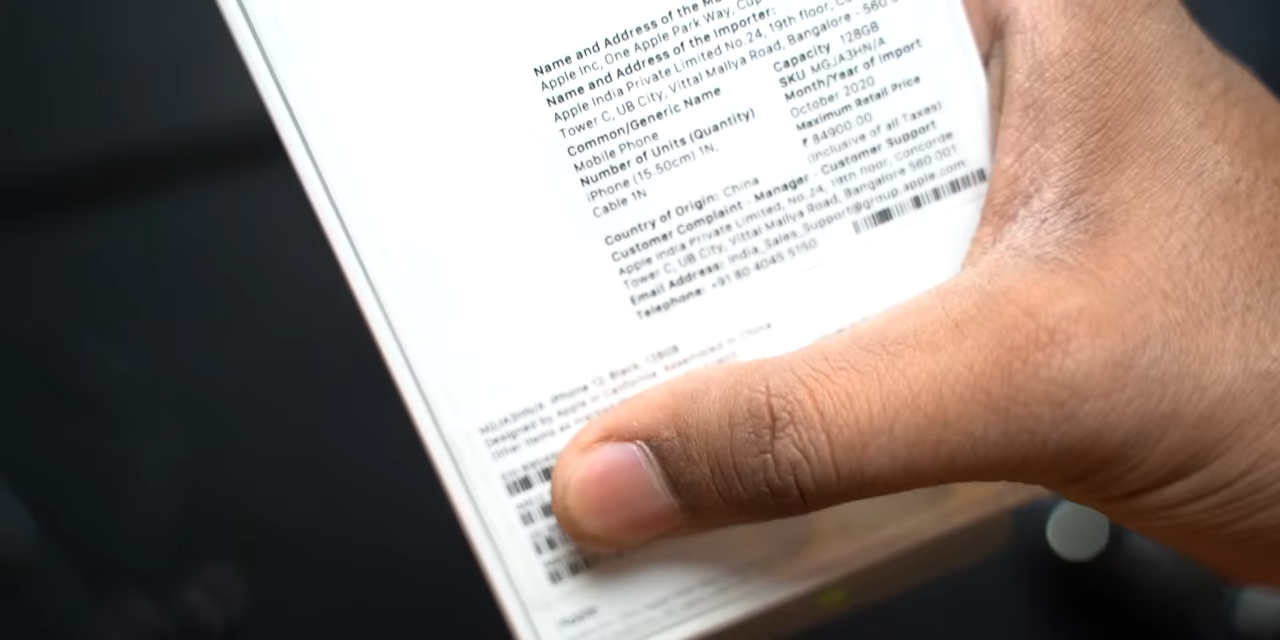 Name and Address of the
Apple Inc, One Apple Park Way,
Name and Address of the Importer:
Apple India Private Limited No.24, 19th floor,
Tower C, UB City, Vittal Mallya Road, Bangalore - 560
Common/Generic Name
Mobile Phone
Number of Units (Quantity)
iPhone (15.50cm) 1N,
Cable 1N
Capacity 128GB
SKU MGJA3HN/A
Month/Year of Import
October 2020
Maximum Retail Price
₹ 84900.00
(Inclusive of all Taxes)
Country of Origin: China
Customer Complaint - Manager - Customer Support
Apple India Private Limited, No.24, 19th floor, Concorde
Tower C, UB City, Vittal Mallya Road, Bangalore 560 001
Email Address: India_Sales_Support@group.apple.com
Telephone: +91 80 4045 5150
MGJA3HN/A, iPhone 12, Black, 128GB
Designed by Apple in California Assembled in China
Other items as